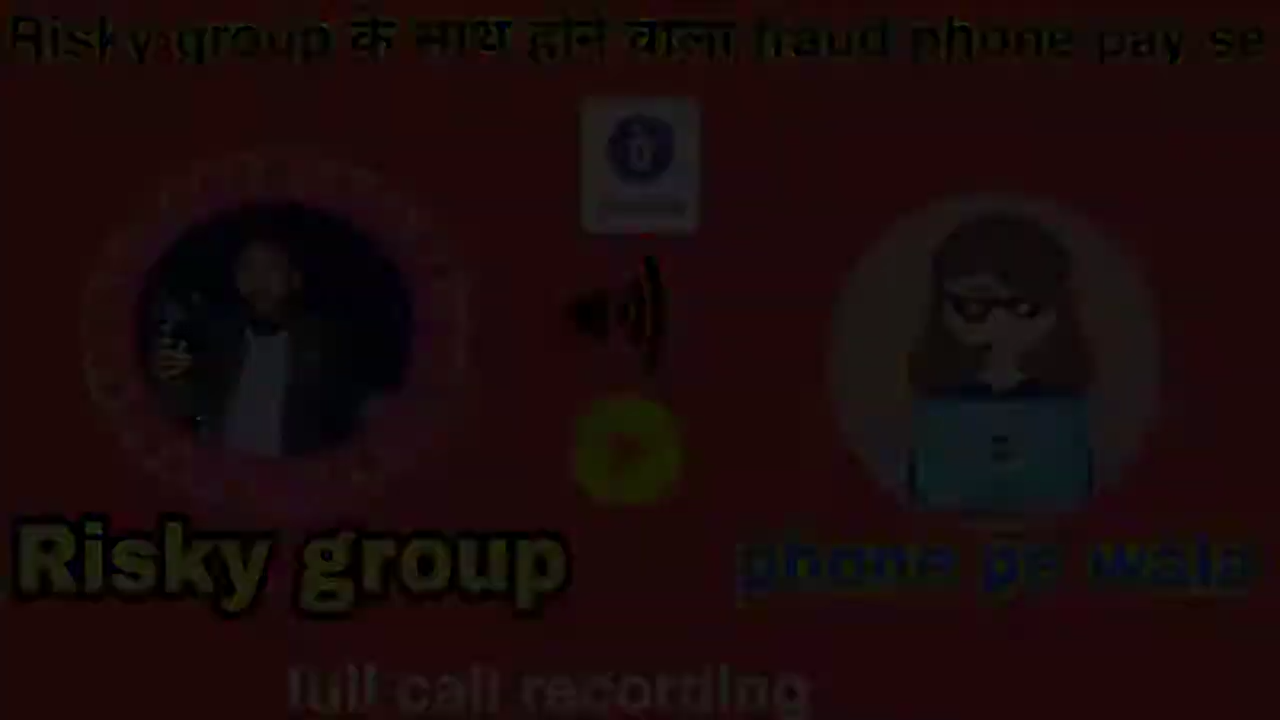 Risky group के साथ होने वाला fraud phone pay se
Risky group
phone pe wala
full call recording